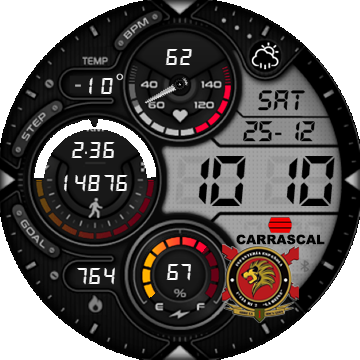 BPM
62
40 140
60 120
TEMP
-10°
SAT
25-12
STEP
2:36
14876
10 10
GOAL
764
67
%
E F
CARRASCAL